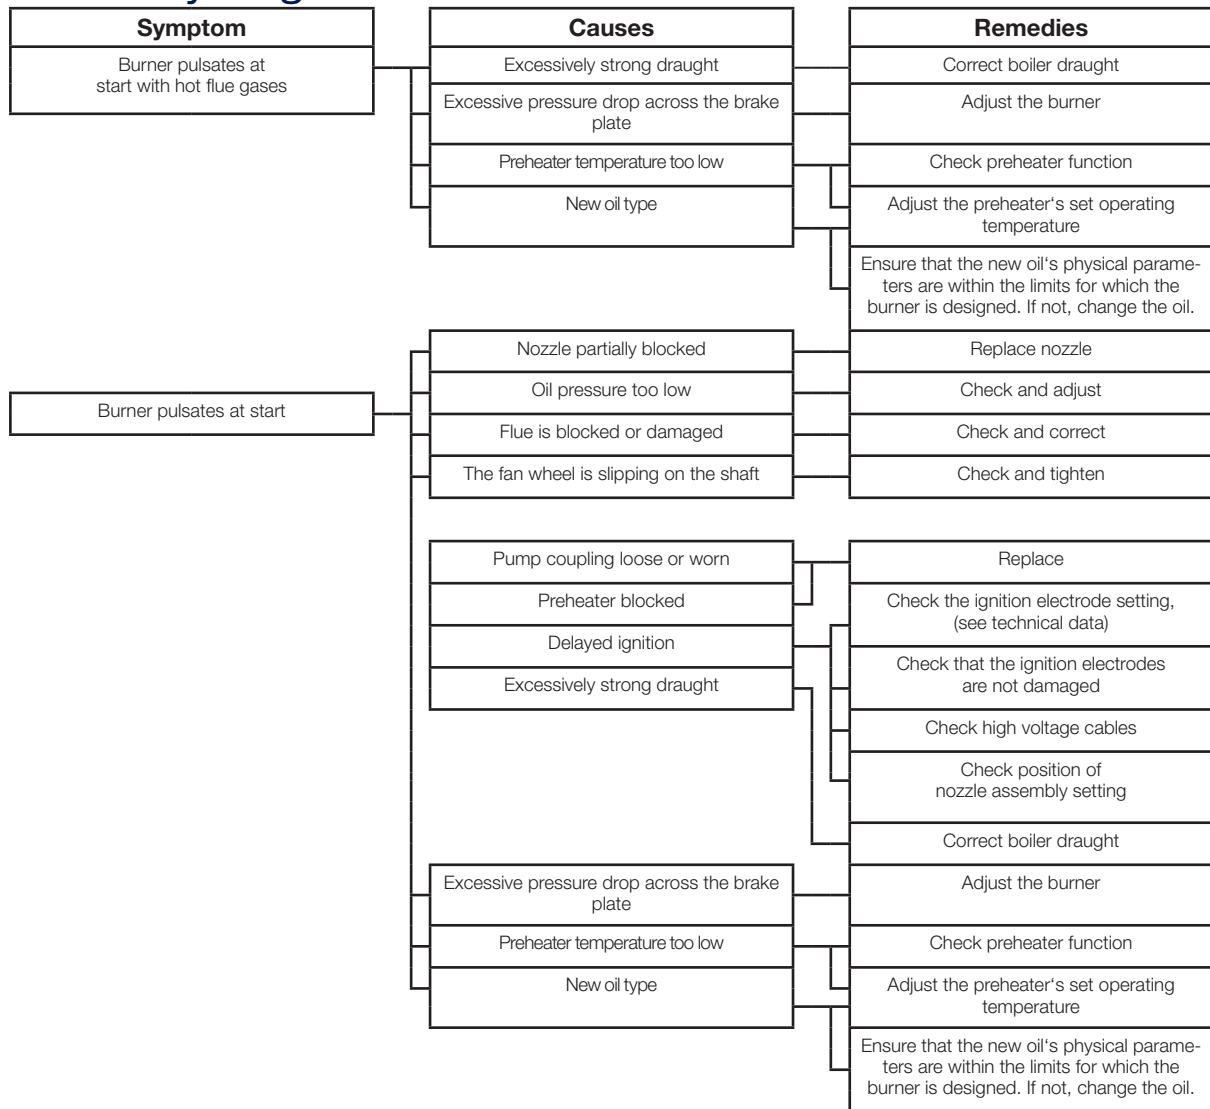 Symptom
Causes
Remedies
Burner pulsates at
start with hot flue gases
Excessively strong draught
Correct boiler draught
Excessive pressure drop across the brake
plate
Adjust the burner
Preheater temperature too low
Check preheater function
New oil type
Adjust the preheater‘s set operating
temperature
Ensure that the new oil‘s physical parame-
ters are within the limits for which the
burner is designed. If not, change the oil.
Burner pulsates at start
Nozzle partially blocked
Replace nozzle
Oil pressure too low
Check and adjust
Flue is blocked or damaged
Check and correct
The fan wheel is slipping on the shaft
Check and tighten
Pump coupling loose or worn
Replace
Preheater blocked
Check the ignition electrode setting,
(see technical data)
Delayed ignition
Check that the ignition electrodes
are not damaged
Excessively strong draught
Check high voltage cables
Check position of
nozzle assembly setting
Correct boiler draught
Excessive pressure drop across the brake
plate
Adjust the burner
Preheater temperature too low
Check preheater function
New oil type
Adjust the preheater‘s set operating
temperature
Ensure that the new oil‘s physical parame-
ters are within the limits for which the
burner is designed. If not, change the oil.